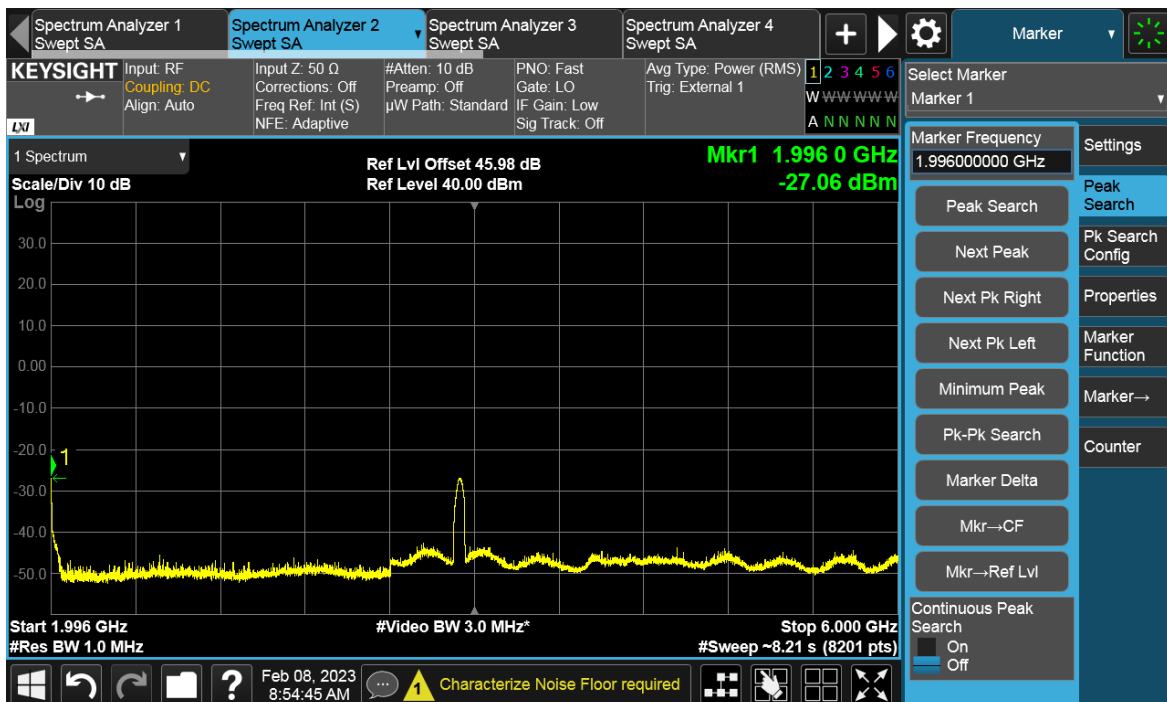 Spectrum Analyzer 1
Swept SA
Spectrum Analyzer 2
Swept SA
Spectrum Analyzer 3
Swept SA
Spectrum Analyzer 4
Swept SA
Marker
KEYSIGHT
LXI
Input: RF
Coupling: DC
Align: Auto
Input Z: 50 Ω
Corrections: Off
Freq Ref: Int (S)
NFE: Adaptive
#Atten: 10 dB
Preamp: Off
µW Path: Standard
PNO: Fast
Gate: LO
IF Gain: Low
Sig Track: Off
Avg Type: Power (RMS)
Trig: External 1
1 2 3 4 5 6
W W W W W W
A N N N N N
Select Marker
Marker 1
1 Spectrum
Scale/Div 10 dB
Log
Ref Lvl Offset 45.98 dB
Ref Level 40.00 dBm
Mkr1 1.996 0 GHz
-27.06 dBm
30.0
20.0
10.0
0.00
-10.0
-20.0
-30.0
-40.0
-50.0
1
Start 1.996 GHz
#Res BW 1.0 MHz
#Video BW 3.0 MHz*
Stop 6.000 GHz
#Sweep ~8.21 s (8201 pts)
Marker Frequency
1.996000000 GHz
Peak Search
Next Peak
Next Pk Right
Next Pk Left
Minimum Peak
Pk-Pk Search
Marker Delta
Mkr→CF
Mkr→Ref Lvl
Continuous Peak
Search
On
Off
Settings
Peak
Search
Pk Search
Config
Properties
Marker
Function
Marker→
Counter
?
Feb 08, 2023
8:54:45 AM
1
Characterize Noise Floor required